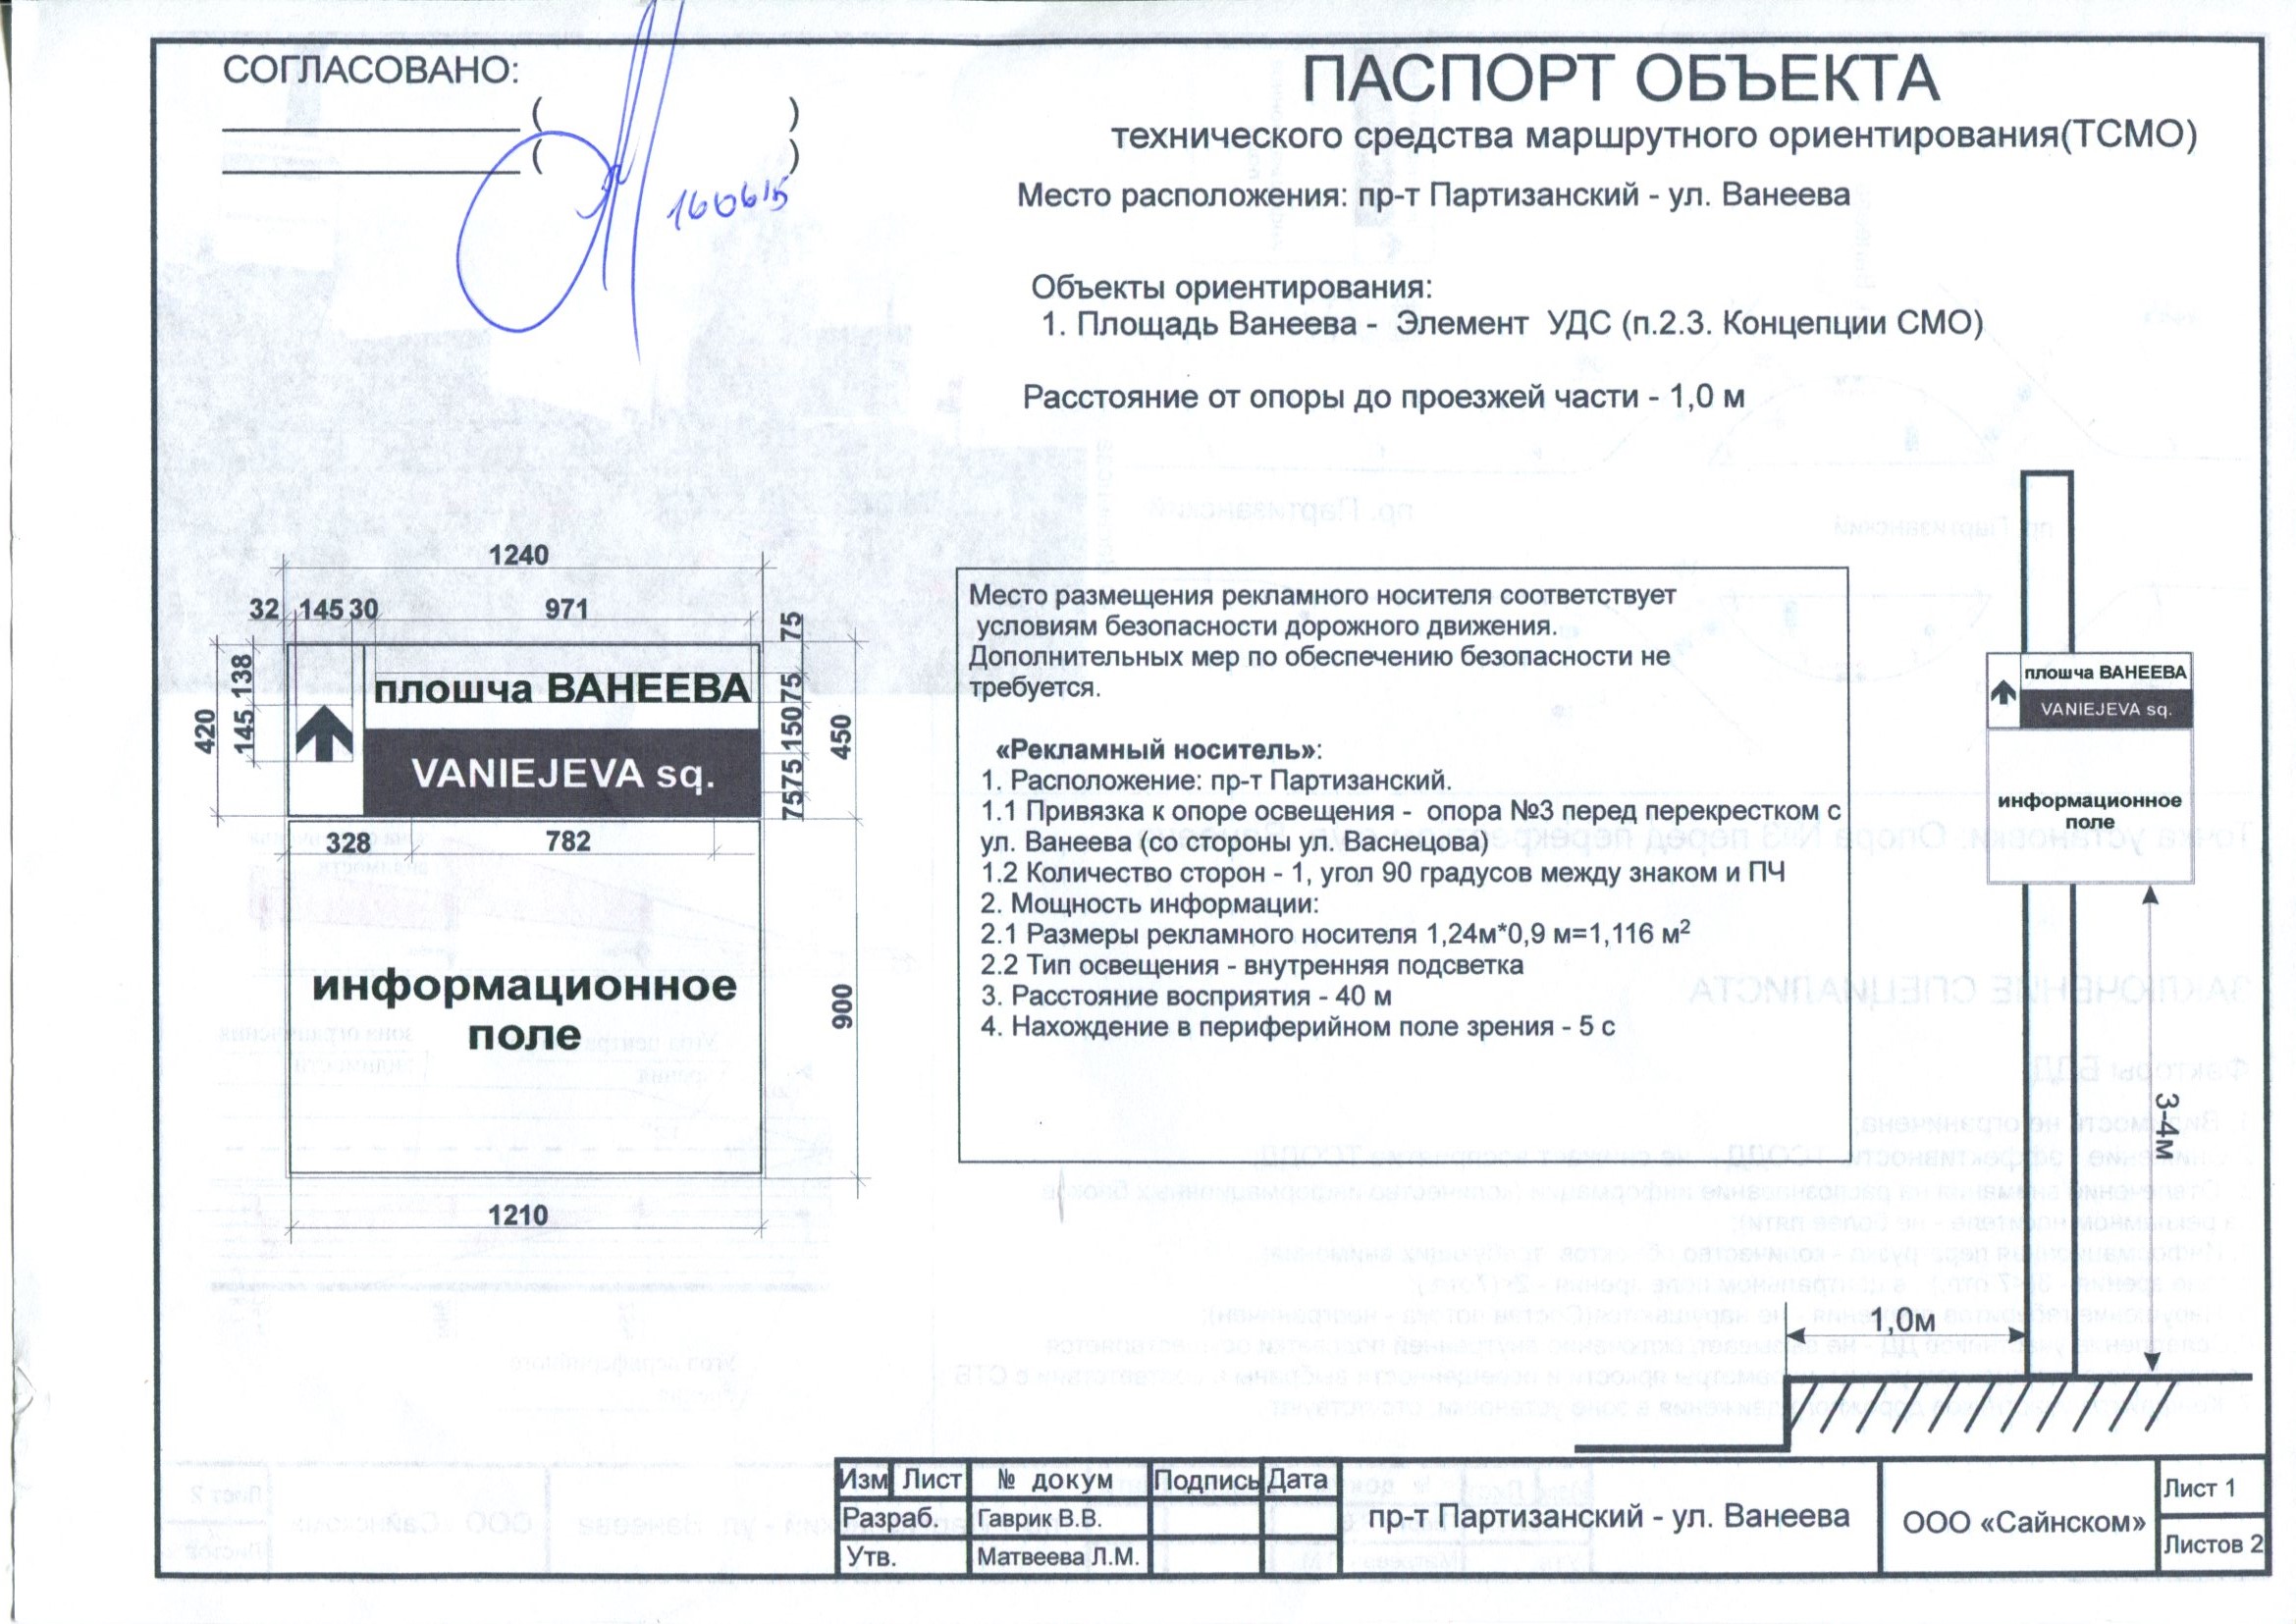 СОГЛАСОВАНО:
( )
( )
160615
ПАСПОРТ ОБЪЕКТА
технического средства маршрутного ориентирования(ТСМО)
Место расположения: пр-т Партизанский - ул. Ванеева
Объекты ориентирования:
1. Площадь Ванеева - Элемент УДС (п.2.3. Концепции СМО)
Расстояние от опоры до проезжей части - 1,0 м
1240
32 145 30 971
75
138
145
420
плошча ВАНЕЕВА
VANIEJEVA sq.
75
150
75
75
450
328 782
информационное
поле
900
1210
Место размещения рекламного носителя соответствует
условиям безопасности дорожного движения.
Дополнительных мер по обеспечению безопасности не
требуется.
«Рекламный носитель»:
1. Расположение: пр-т Партизанский.
1.1 Привязка к опоре освещения - опора №3 перед перекрестком с
ул. Ванеева (со стороны ул. Васнецова)
1.2 Количество сторон - 1, угол 90 градусов между знаком и ПЧ
2. Мощность информации:
2.1 Размеры рекламного носителя 1,24м*0,9 м=1,116 м²
2.2 Тип освещения - внутренняя подсветка
3. Расстояние восприятия - 40 м
4. Нахождение в периферийном поле зрения - 5 с
плошча ВАНЕЕВА
VANIEJEVA sq.
информационное
поле
3-4м
1,0м
Изм Лист № докум Подпись Дата
Разраб. Гаврик В.В.
Утв. Матвеева Л.М.
пр-т Партизанский - ул. Ванеева
ООО «Сайнском»
Лист 1
Листов 2